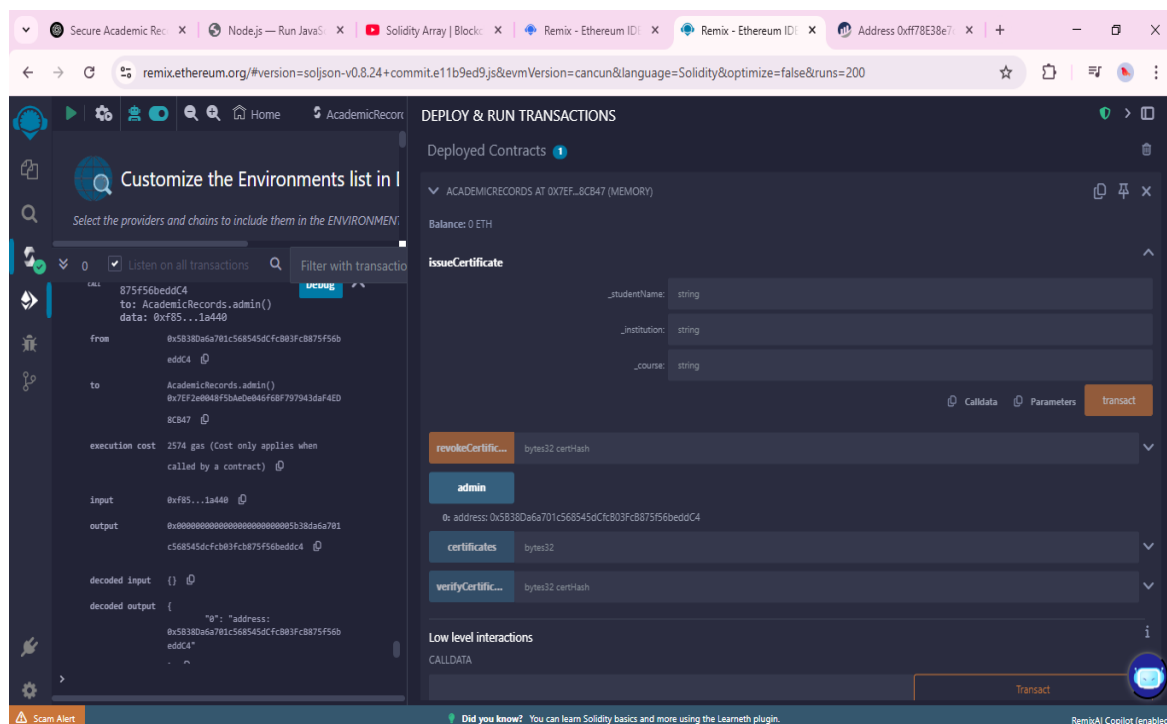 Secure Academic Rec
Node.js — Run JavaS
Solidity Array | Blockc
Remix - Ethereum IDE
Remix - Ethereum IDE
Address 0xff78E38e7
remix.ethereum.org/#version=soljson-v0.8.24+commit.e11b9ed9.js&evmVersion=cancun&language=Solidity&optimize=false&runs=200
Home
AcademicRecord
Customize the Environments list in
Select the providers and chains to include them in the ENVIRONMEN
0
Listen on all transactions
Filter with transactio
CALL
875f56beddC4
to: AcademicRecords.admin()
data: 0xf85...1a440
Debug
from 0x5B38Da6a701c568545dCfcB03FcB875f56b
eddC4
to AcademicRecords.admin()
0x7EF2e0048f5bAeDe046f6BF797943daF4ED
8CB47
execution cost 2574 gas (Cost only applies when
called by a contract)
input 0xf85...1a440
output 0x0000000000000000000000005b38da6a701
c568545dcfcb03fcb875f56beddc4
decoded input {}
decoded output {
"0": "address:
0x5B38Da6a701c568545dCfcB03FcB875f56b
eddC4"
>
Scam Alert
DEPLOY & RUN TRANSACTIONS
Deployed Contracts 1
ACADEMICRECORDS AT 0X7EF...8CB47 (MEMORY)
Balance: 0 ETH
issueCertificate
_studentName: string
_institution: string
_course: string
Calldata Parameters transact
revokeCertific... bytes32 certHash
admin
0: address: 0x5B38Da6a701c568545dCfcB03FcB875f56beddC4
certificates bytes32
verifyCertific... bytes32 certHash
Low level interactions
i
CALLDATA
Transact
Did you know? You can learn Solidity basics and more using the Learneth plugin.
RemixAI Copilot (enabled